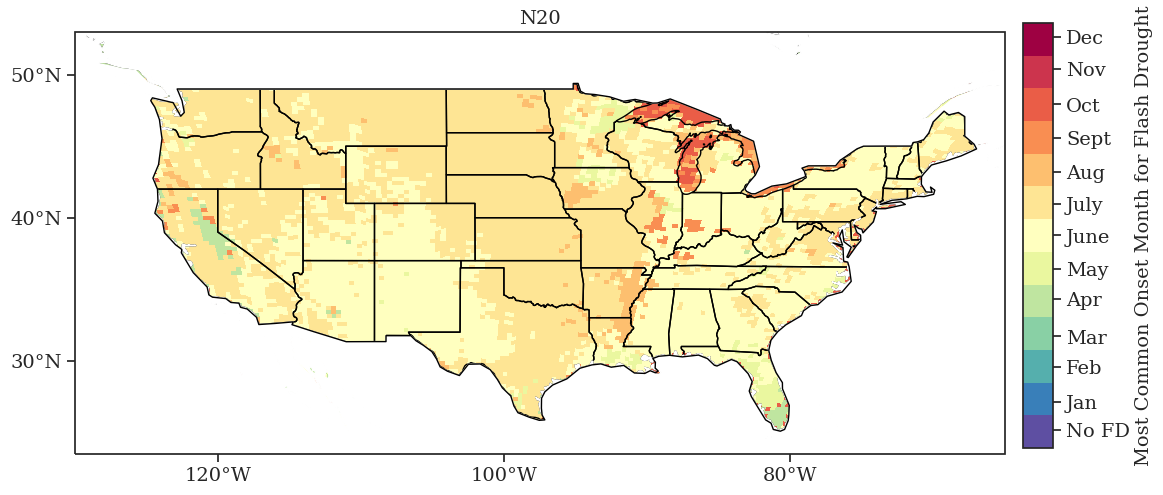 N20
50°N
40°N
30°N
120°W
100°W
80°W
Dec
Nov
Oct
Sept
Aug
July
June
May
Apr
Mar
Feb
Jan
No FD
Most Common Onset Month for Flash Drought